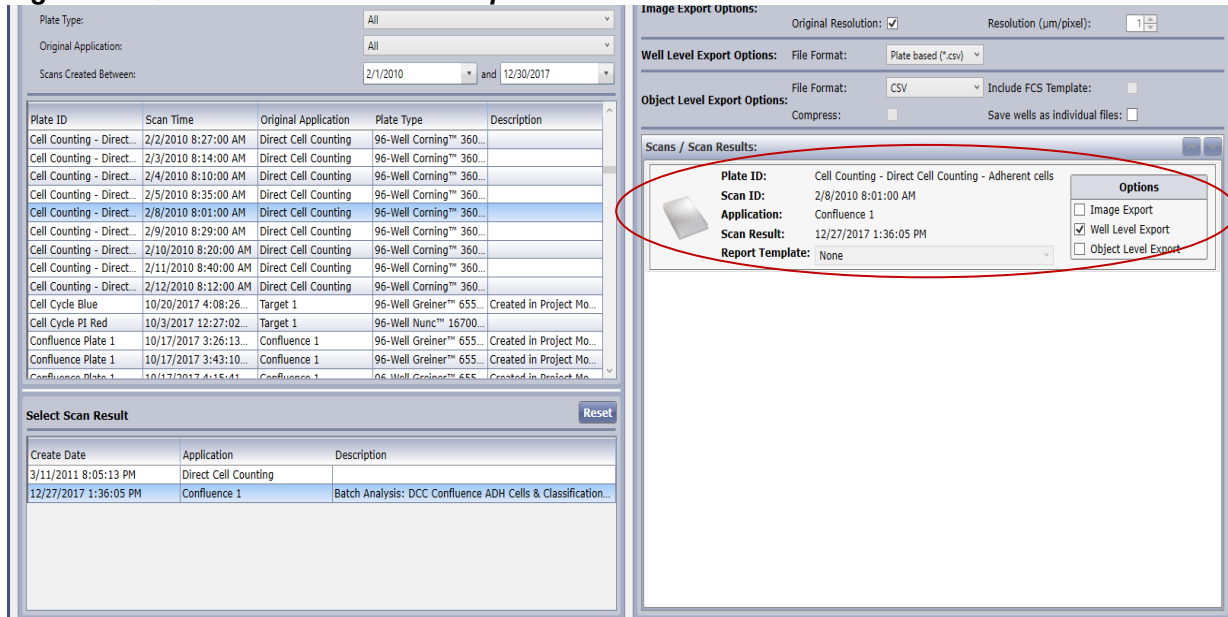 Plate Type: All
Original Application: All
Scans Created Between: 2/1/2010 and 12/30/2017
Plate ID Scan Time Original Application Plate Type Description
Cell Counting - Direct... 2/2/2010 8:27:00 AM Direct Cell Counting 96-Well Corning™ 360...
Cell Counting - Direct... 2/3/2010 8:14:00 AM Direct Cell Counting 96-Well Corning™ 360...
Cell Counting - Direct... 2/4/2010 8:10:00 AM Direct Cell Counting 96-Well Corning™ 360...
Cell Counting - Direct... 2/5/2010 8:35:00 AM Direct Cell Counting 96-Well Corning™ 360...
Cell Counting - Direct... 2/8/2010 8:01:00 AM Direct Cell Counting 96-Well Corning™ 360...
Cell Counting - Direct... 2/9/2010 8:29:00 AM Direct Cell Counting 96-Well Corning™ 360...
Cell Counting - Direct... 2/10/2010 8:20:00 AM Direct Cell Counting 96-Well Corning™ 360...
Cell Counting - Direct... 2/11/2010 8:40:00 AM Direct Cell Counting 96-Well Corning™ 360...
Cell Counting - Direct... 2/12/2010 8:12:00 AM Direct Cell Counting 96-Well Corning™ 360...
Cell Cycle Blue 10/20/2017 4:08:26... Target 1 96-Well Greiner™ 655... Created in Project Mo...
Cell Cycle PI Red 10/3/2017 12:27:02... Target 1 96-Well Nunc™ 16700...
Confluence Plate 1 10/17/2017 3:26:13... Confluence 1 96-Well Greiner™ 655... Created in Project Mo...
Confluence Plate 1 10/17/2017 3:43:10... Confluence 1 96-Well Greiner™ 655... Created in Project Mo...
Confluence Plate 1 10/17/2017 4:15:41 Confluence 1 96-Well Greiner™ 655 Created in Project Mo
Select Scan Result Reset
Create Date Application Description
3/11/2011 8:05:13 PM Direct Cell Counting
12/27/2017 1:36:05 PM Confluence 1 Batch Analysis: DCC Confluence ADH Cells & Classification...
Image Export Options:
Original Resolution: Resolution (µm/pixel): 1
Well Level Export Options: File Format: Plate based (*.csv)
File Format: CSV Include FCS Template:
Object Level Export Options:
Compress: Save wells as individual files:
Scans / Scan Results:
Plate ID: Cell Counting - Direct Cell Counting - Adherent cells
Scan ID: 2/8/2010 8:01:00 AM
Application: Confluence 1
Scan Result: 12/27/2017 1:36:05 PM
Report Template: None
Options
Image Export
Well Level Export
Object Level Export